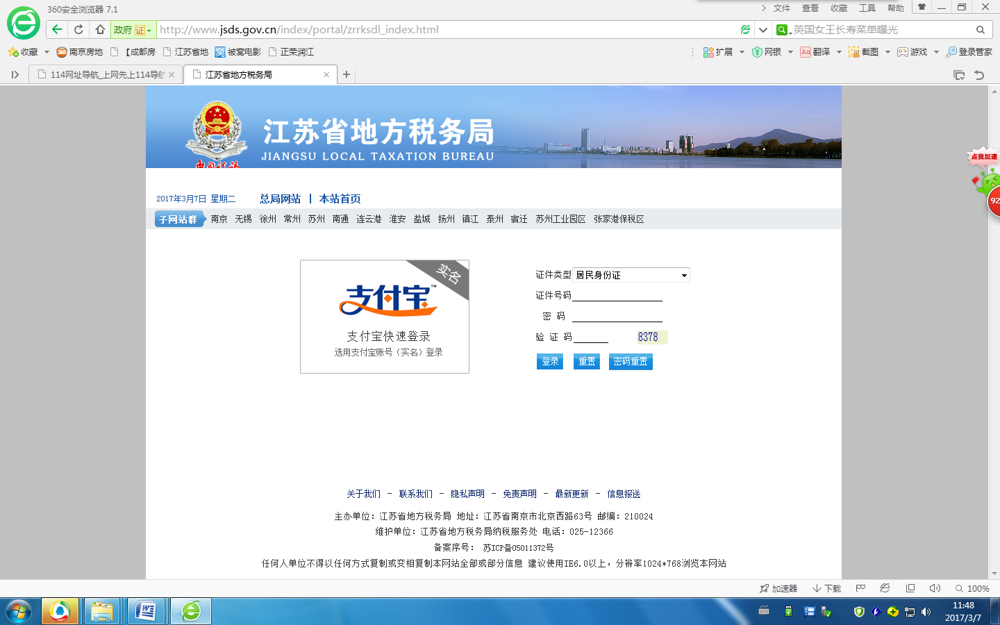 360安全浏览器 7.1
文件 查看 收藏 工具 帮助
政府 证 http://www.jsds.gov.cn/index/portal/zrrksdl_index.html
英国女王长寿菜单曝光
收藏 365 南京房地 【成都房 江苏省地 被窝电影 正荣润江
扩展 网银 Aa 翻译 截图 游戏 登录管家
114网址导航_上网先上114导航 江苏省地方税务局
江苏省地方税务局
JIANGSU LOCAL TAXATION BUREAU
点我加速
92
2017年3月7日 星期二 总局网站 | 本站首页
子网站群 南京 无锡 徐州 常州 苏州 南通 连云港 淮安 盐城 扬州 镇江 泰州 宿迁 苏州工业园区 张家港保税区
实名
支付宝™
支付宝快速登录
选用支付宝账号（实名）登录
证件类型 居民身份证
证件号码
密 码
验 证 码 8378
登录 重置 密码重置
关于我们 - 联系我们 - 隐私声明 - 免责声明 - 最新更新 - 信息报送
主办单位：江苏省地方税务局 地址：江苏省南京市北京西路63号 邮编：210024
维护单位：江苏省地方税务局纳税服务处 电话：025-12366
备案序号： 苏ICP备05011372号
任何人单位不得以任何方式复制或变相复制本网站全部或部分信息 建议使用IE6.0以上，分辨率1024*768浏览本网站
加速器 下载 100%
11:48
2017/3/7